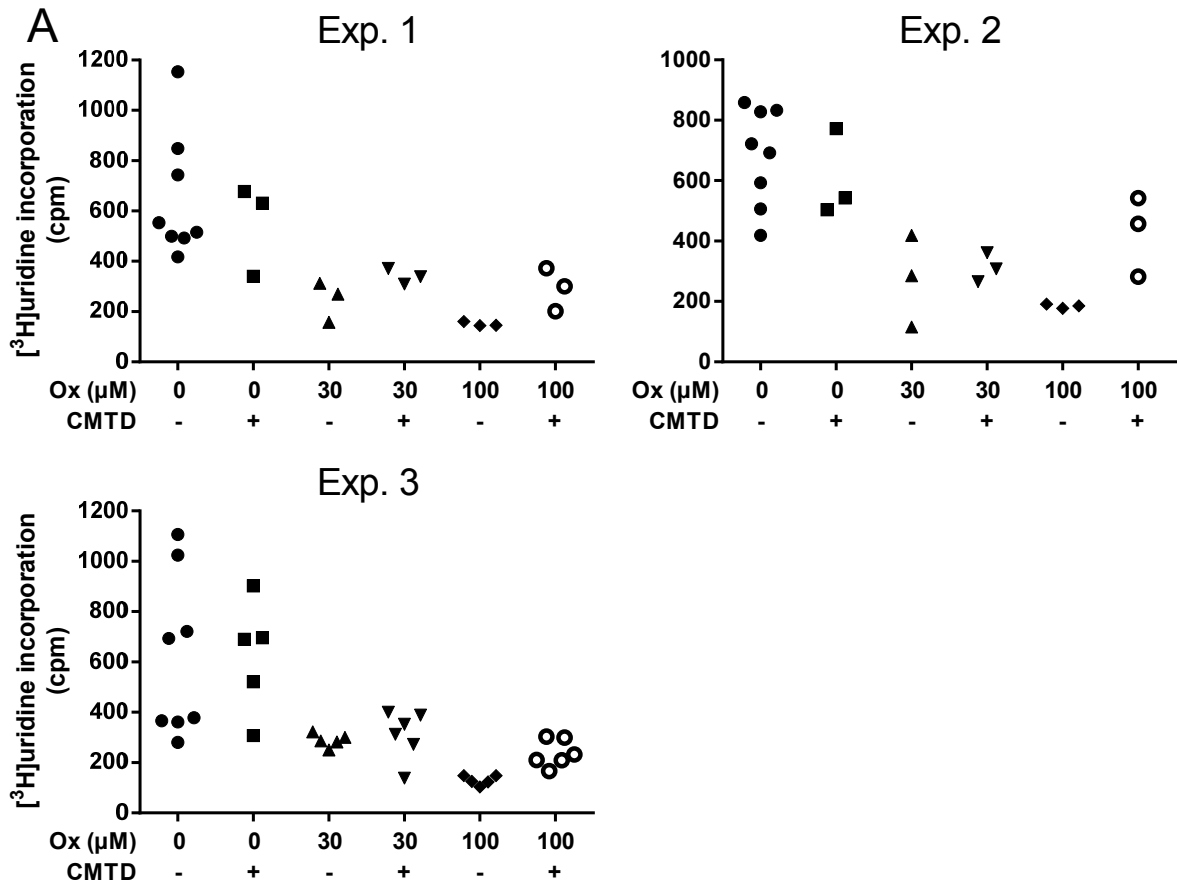 A
Exp. 1
[³H]uridine incorporation
(cpm)
1200
1000
800
600
400
200
0
Ox (µM) 0 0 30 30 100 100
CMTD - + - + - +
Exp. 2
1000
800
600
400
200
0
Ox (µM) 0 0 30 30 100 100
CMTD - + - + - +
Exp. 3
[³H]uridine incorporation
(cpm)
1200
1000
800
600
400
200
0
Ox (µM) 0 0 30 30 100 100
CMTD - + - + - +